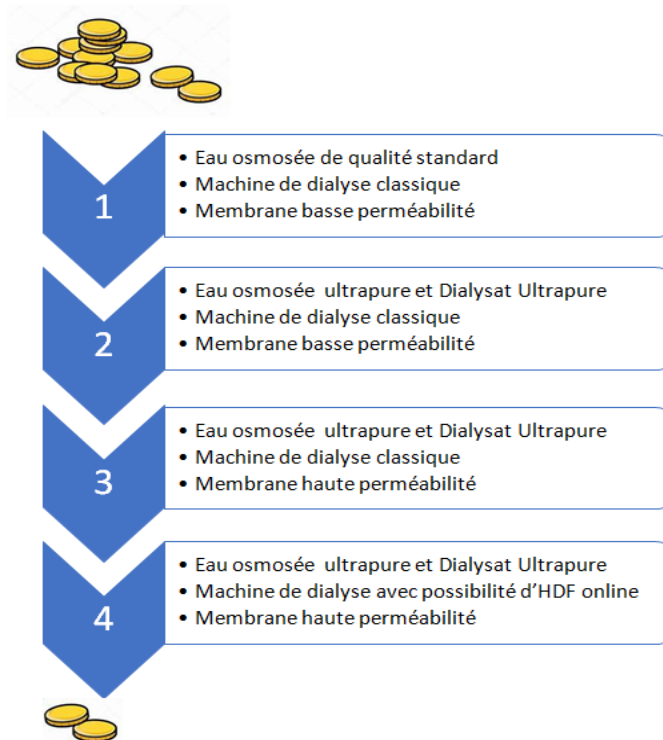 1
• Eau osmosée de qualité standard
• Machine de dialyse classique
• Membrane basse perméabilité
2
• Eau osmosée  ultrapure et Dialysat Ultrapure
• Machine de dialyse classique
• Membrane basse perméabilité
3
• Eau osmosée  ultrapure et Dialysat Ultrapure
• Machine de dialyse classique
• Membrane haute perméabilité
4
• Eau osmosée  ultrapure et Dialysat Ultrapure
• Machine de dialyse avec possibilité d’HDF online
• Membrane haute perméabilité